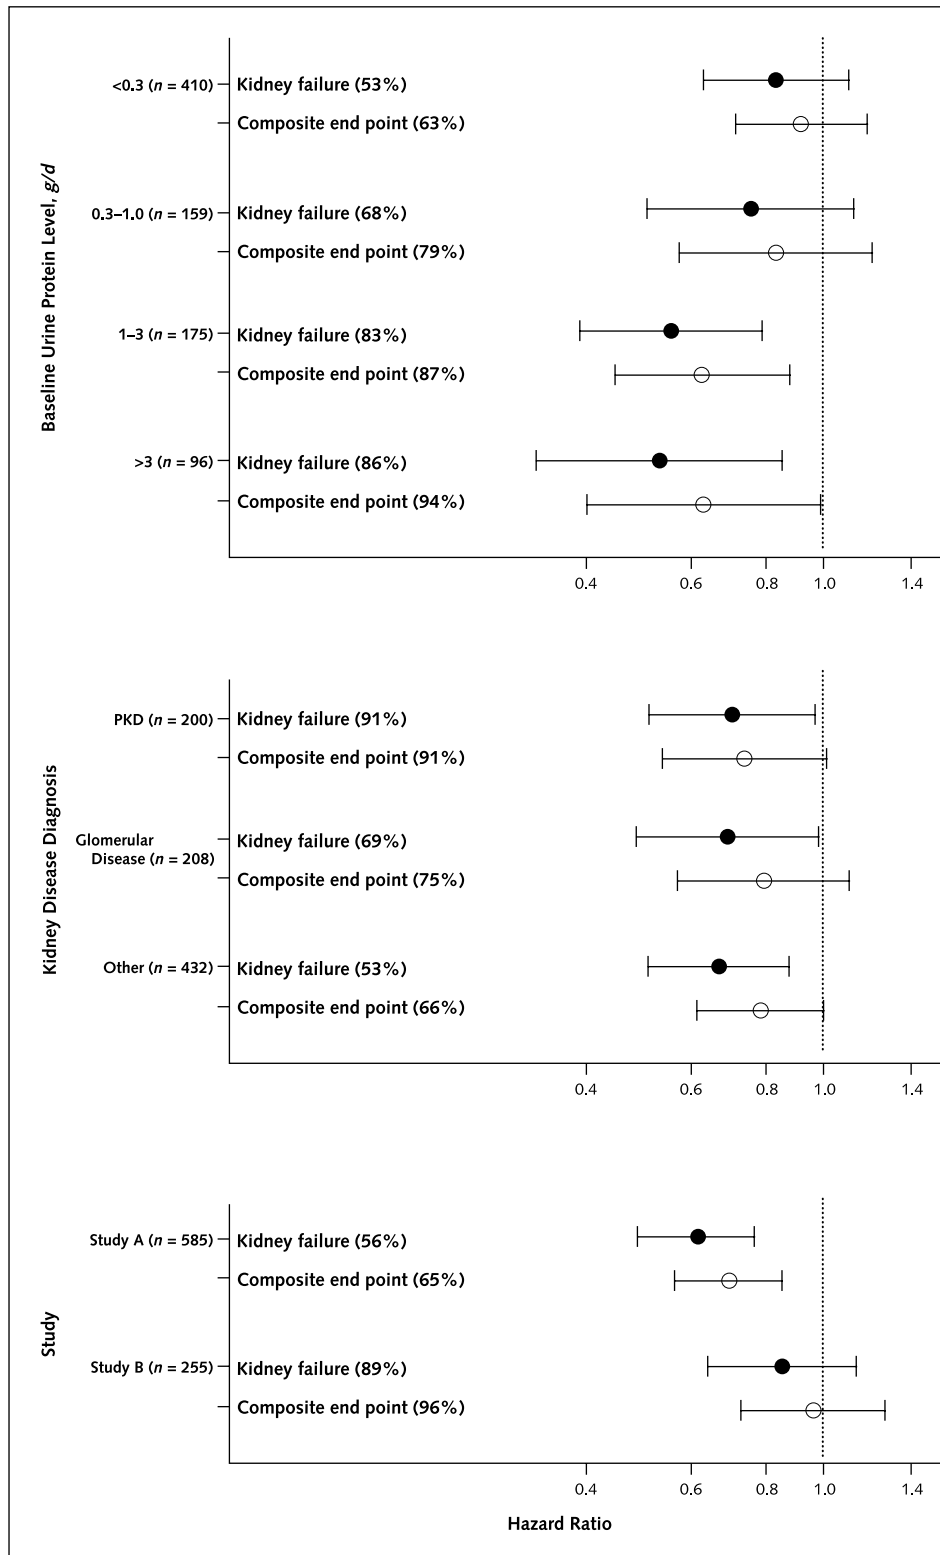 Baseline Urine Protein Level, g/d
<0.3 (n = 410)
Kidney failure (53%)
Composite end point (63%)
0.3–1.0 (n = 159)
Kidney failure (68%)
Composite end point (79%)
1–3 (n = 175)
Kidney failure (83%)
Composite end point (87%)
>3 (n = 96)
Kidney failure (86%)
Composite end point (94%)
0.4 0.6 0.8 1.0 1.4
Kidney Disease Diagnosis
PKD (n = 200)
Kidney failure (91%)
Composite end point (91%)
Glomerular
Disease (n = 208)
Kidney failure (69%)
Composite end point (75%)
Other (n = 432)
Kidney failure (53%)
Composite end point (66%)
0.4 0.6 0.8 1.0 1.4
Study
Study A (n = 585)
Kidney failure (56%)
Composite end point (65%)
Study B (n = 255)
Kidney failure (89%)
Composite end point (96%)
0.4 0.6 0.8 1.0 1.4
Hazard Ratio